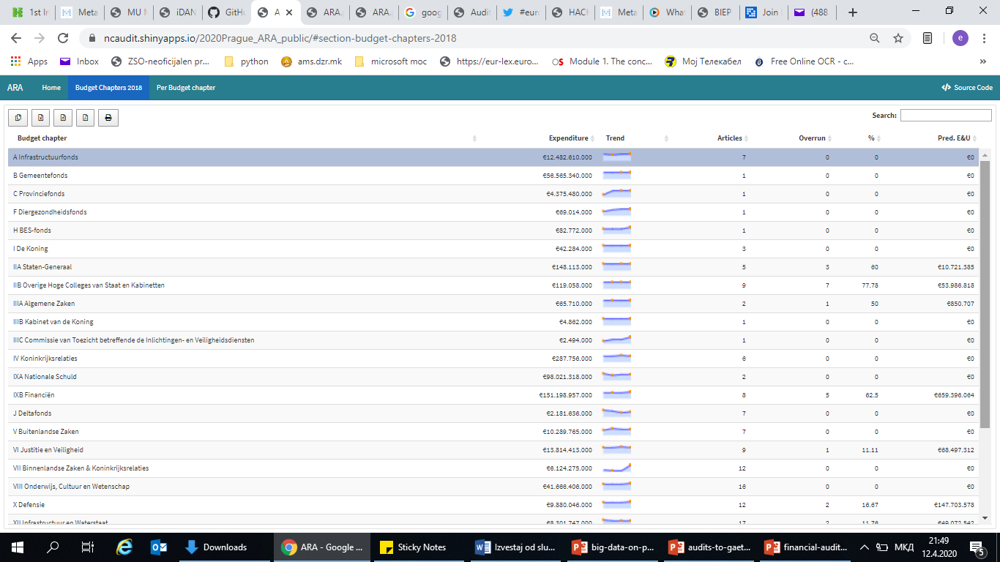 1st In
Meta
MU M
iDAN
GitHu
A
ARA.
ARA.
goog
Audit
#euro
HACK
Meta
What
BIEP
Join
(488
ncaudit.shinyapps.io/2020Prague_ARA_public/#section-budget-chapters-2018
e
Apps Inbox ZSO-neoficijalen pr... python ams.dzr.mk microsoft moc https://eur-lex.euro... Module 1. The conc... Мој Телекабел Free Online OCR - c... »
ARA Home Budget Chapters 2018 Per Budget chapter Source Code
Search:
Budget chapter Expenditure Trend Articles Overrun % Pred. E&U
A Infrastructuurfonds €12.482.610.000 7 0 0 €0
B Gemeentefonds €56.565.340.000 1 0 0 €0
C Provinciefonds €4.375.480.000 1 0 0 €0
F Diergezondheidsfonds €69.014.000 1 0 0 €0
H BES-fonds €82.772.000 1 0 0 €0
I De Koning €42.284.000 3 0 0 €0
IIA Staten-Generaal €148.113.000 5 3 60 €10.721.385
IIB Overige Hoge Colleges van Staat en Kabinetten €119.058.000 9 7 77.78 €53.986.818
IIIA Algemene Zaken €65.710.000 2 1 50 €850.707
IIIB Kabinet van de Koning €4.862.000 1 0 0 €0
IIIC Commissie van Toezicht betreffende de Inlichtingen- en Veiligheidsdiensten €2.494.000 1 0 0 €0
IV Koninkrijksrelaties €287.756.000 6 0 0 €0
IXA Nationale Schuld €98.021.318.000 2 0 0 €0
IXB Financiën €151.198.957.000 8 5 62.5 €659.396.064
J Deltafonds €2.181.636.000 7 0 0 €0
V Buitenlandse Zaken €10.289.765.000 7 0 0 €0
VI Justitie en Veiligheid €13.814.413.000 9 1 11.11 €68.497.312
VII Binnenlandse Zaken & Koninkrijksrelaties €6.124.275.000 12 0 0 €0
VIII Onderwijs, Cultuur en Wetenschap €41.666.406.000 16 0 0 €0
X Defensie €9.880.046.000 12 2 16.67 €147.703.578
XII Infrastructuur en Waterstaat €8.301.747.000 17 2 11.76 €49.072.542
Downloads ARA - Google ... Sticky Notes Izvestaj od slu... big-data-on-p... audits-to-gaet... financial-audit... МКД 21:49
12.4.2020 5